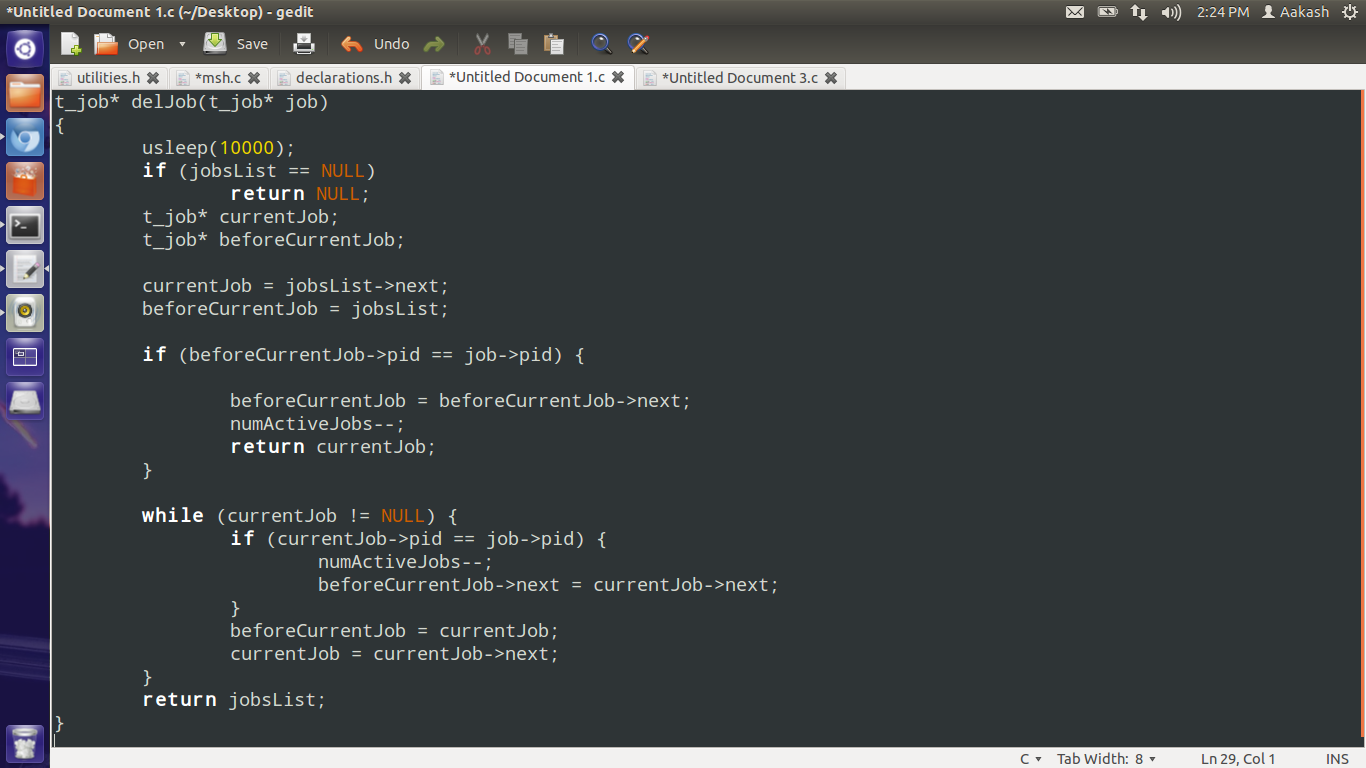 *Untitled Document 1.c (~/Desktop) - gedit
2:24 PM Aakash
Open Save Undo
utilities.h *msh.c declarations.h *Untitled Document 1.c *Untitled Document 3.c
t_job* delJob(t_job* job)
{
usleep(10000);
if (jobsList == NULL)
return NULL;
t_job* currentJob;
t_job* beforeCurrentJob;
currentJob = jobsList->next;
beforeCurrentJob = jobsList;
if (beforeCurrentJob->pid == job->pid) {
beforeCurrentJob = beforeCurrentJob->next;
numActiveJobs--;
return currentJob;
}
while (currentJob != NULL) {
if (currentJob->pid == job->pid) {
numActiveJobs--;
beforeCurrentJob->next = currentJob->next;
}
beforeCurrentJob = currentJob;
currentJob = currentJob->next;
}
return jobsList;
}
C Tab Width: 8 Ln 29, Col 1 INS